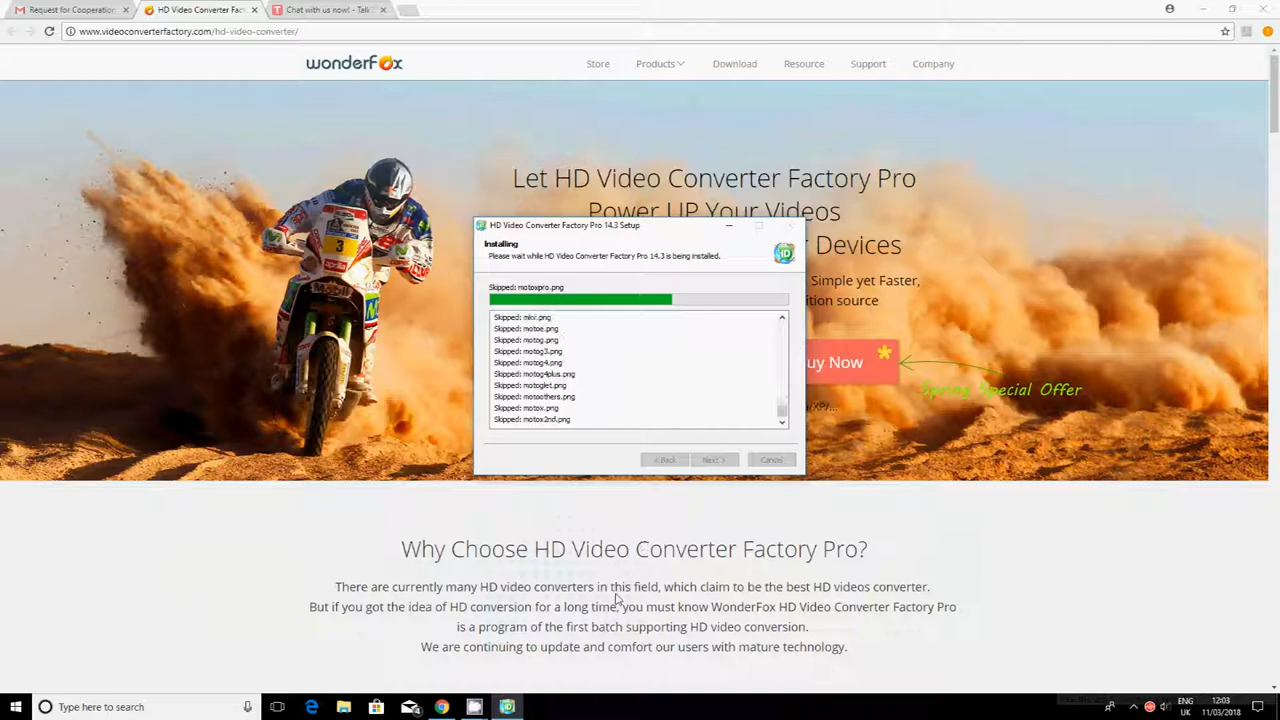 Request for Cooperation
HD Video Converter Fac
Chat with us now! - Talk
www.videoconverterfactory.com/hd-video-converter/
wonderFox
Store
Products
Download
Resource
Support
Company
Let HD Video Converter Factory Pro
Power UP Your Videos
Devices
Simple yet Faster,
ition source
uy Now
Spring Special Offer
HD Video Converter Factory Pro 14.3 Setup
Installing
Please wait while HD Video Converter Factory Pro 14.3 is being installed.
Skipped: motoxpro.png
Skipped: mkv.png
Skipped: motoe.png
Skipped: motog.png
Skipped: motog3.png
Skipped: motog4.png
Skipped: motog4plus.png
Skipped: motoglet.png
Skipped: motoothers.png
Skipped: motox.png
Skipped: motox2nd.png
< Back
Next >
Cancel
3
aprilia
Mobil
Why Choose HD Video Converter Factory Pro?
There are currently many HD video converters in this field, which claim to be the best HD videos converter.
But if you got the idea of HD conversion for a long time, you must know WonderFox HD Video Converter Factory Pro
is a program of the first batch supporting HD video conversion.
We are continuing to update and comfort our users with mature technology.
Type here to search
ENG
UK
12:03
11/03/2018